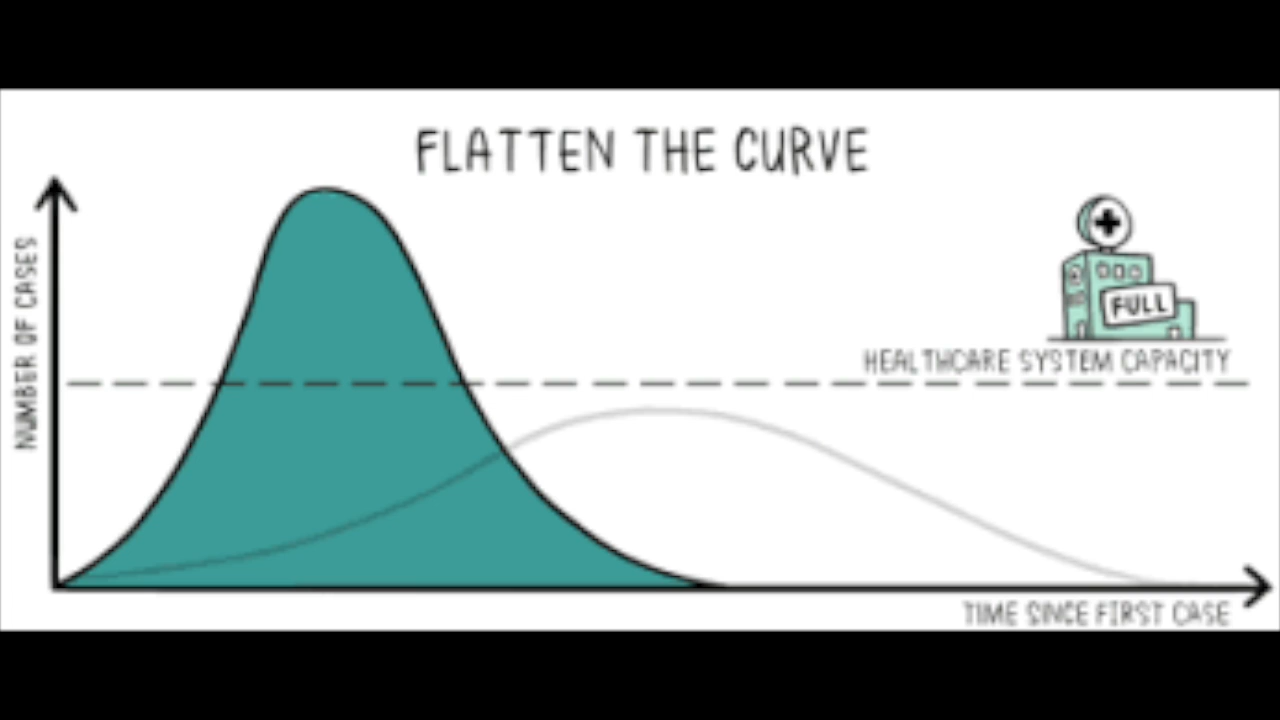 FLATTEN THE CURVE
NUMBER OF CASES
FULL
HEALTHCARE SYSTEM CAPACITY
TIME SINCE FIRST CASE